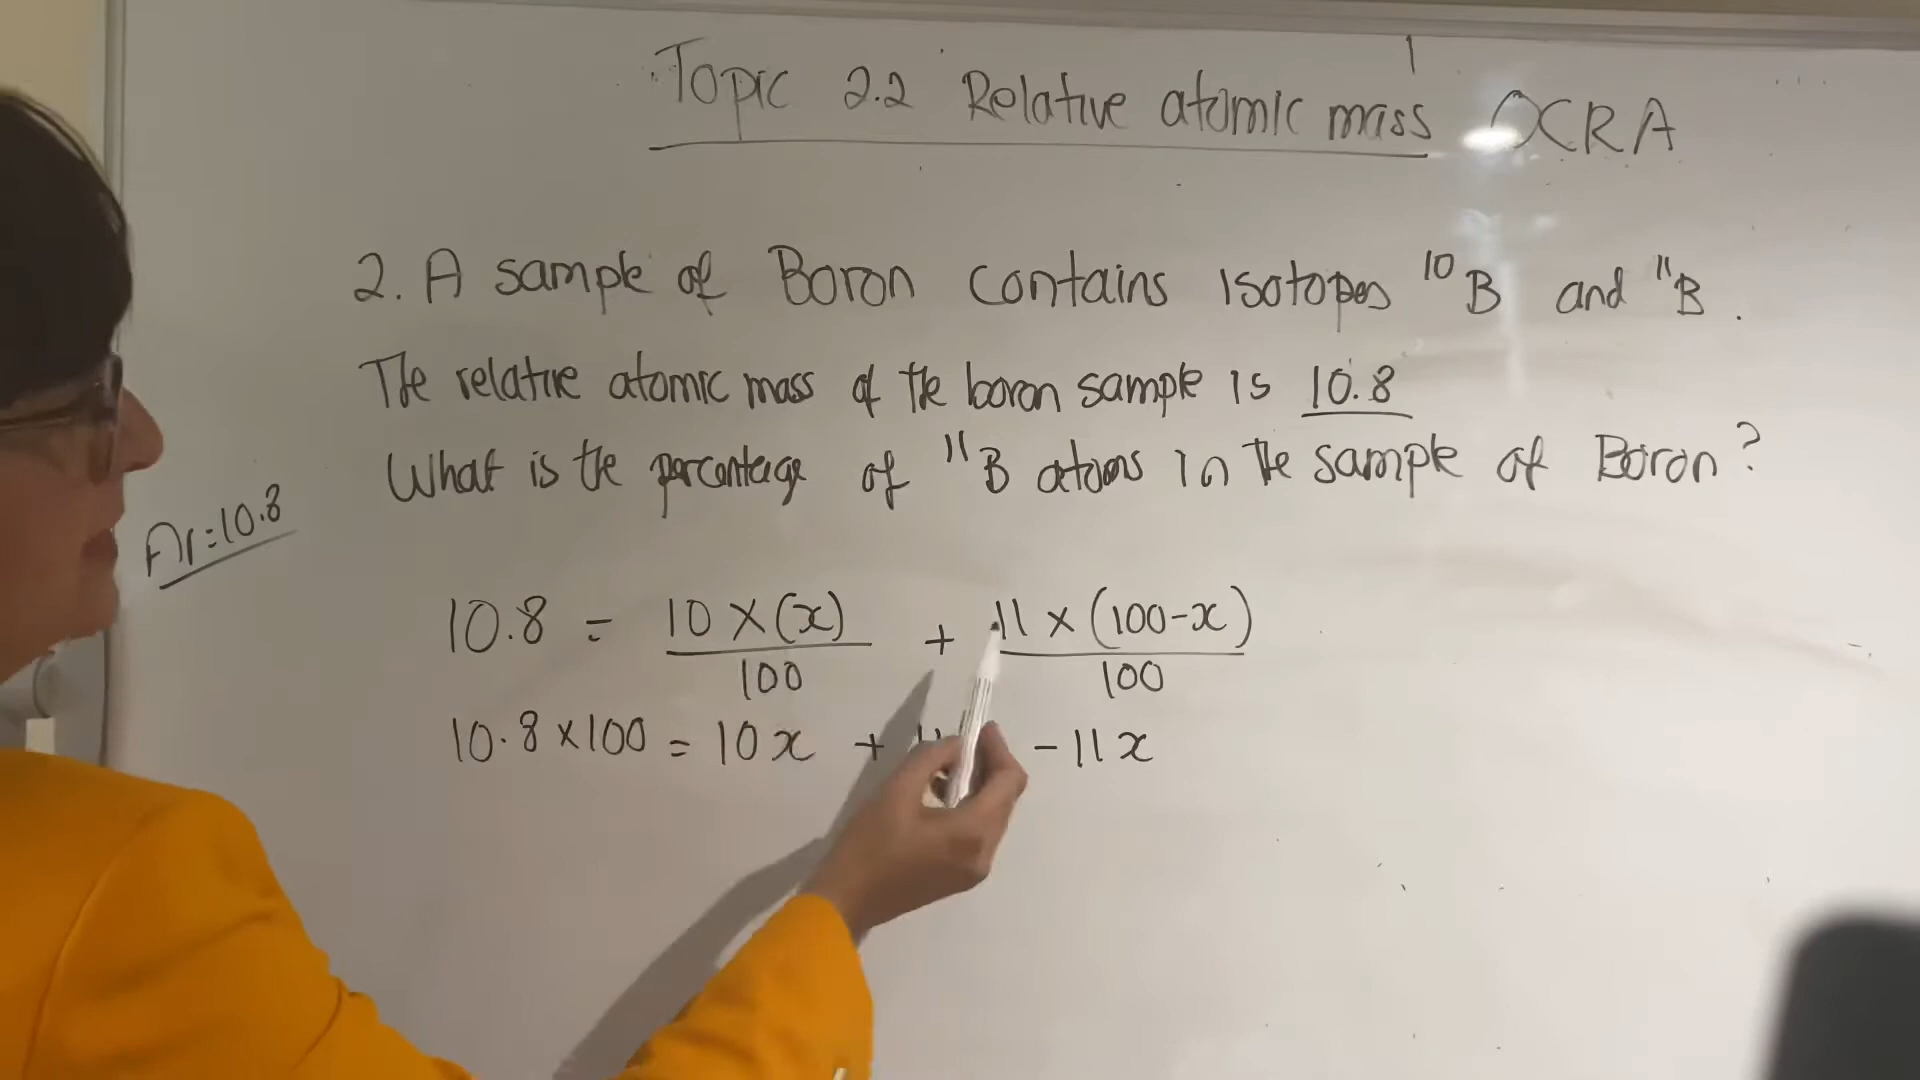 Topic 2.2 Relative atomic mass OCRA
2. A sample of Boron contains isotopes ¹⁰B and ¹¹B.
The relative atomic mass of the boron sample is 10.8
What is the percentage of ¹¹B atoms in the sample of Boron?
Ar=10.8
10.8 = 10 × (x)/100 + 11 × (100-x)/100
10.8 × 100 = 10x + - 11x